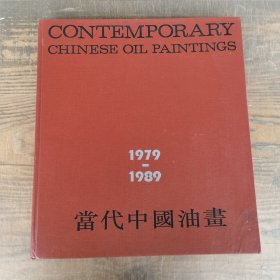 CONTEMPORARY
CHINESE OIL PAINTINGS
1979
–
1989
當代中國油畫